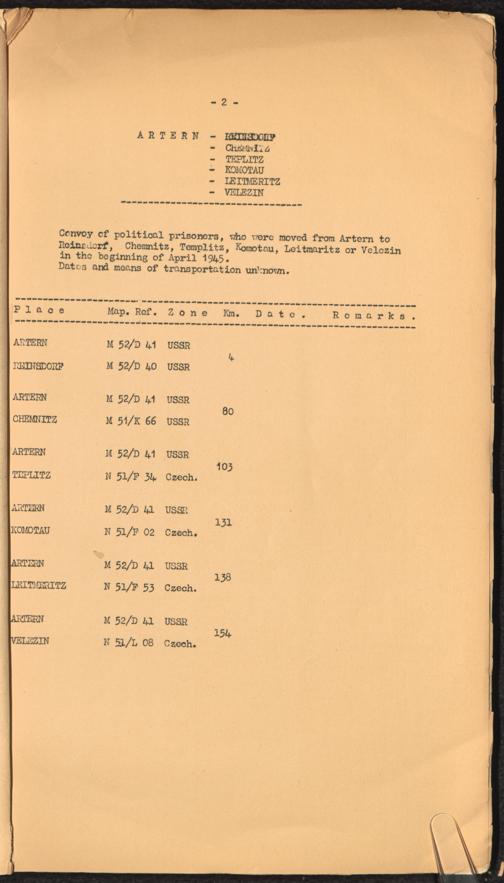 - 2 -
A R T E R N - REINSDORF
- CHEMNITZ
- TEPLITZ
- KOMOTAU
- LEITMERITZ
- VELEZIN
Convoy of political prisoners, who were moved from Artern to
Reinsdorf, Chemnitz, Templitz, Komotau, Leitmaritz or Velezin
in the beginning of April 1945.
Dates and means of transportation unknown.
P l a c e Map. Ref. Z o n e Km. D a t e . R e m a r k s .
ARTERN M 52/D 41 USSR
4
REINSDORF M 52/D 40 USSR
ARTERN M 52/D 41 USSR
80
CHEMNITZ M 51/K 66 USSR
ARTERN M 52/D 41 USSR
103
TEPLITZ N 51/F 34 Czech.
ARTERN M 52/D 41 USSR
131
KOMOTAU N 51/F 02 Czech.
ARTERN M 52/D 41 USSR
138
LEITMERITZ N 51/F 53 Czech.
ARTERN M 52/D 41 USSR
154
VELEZIN N 51/L 08 Czech.